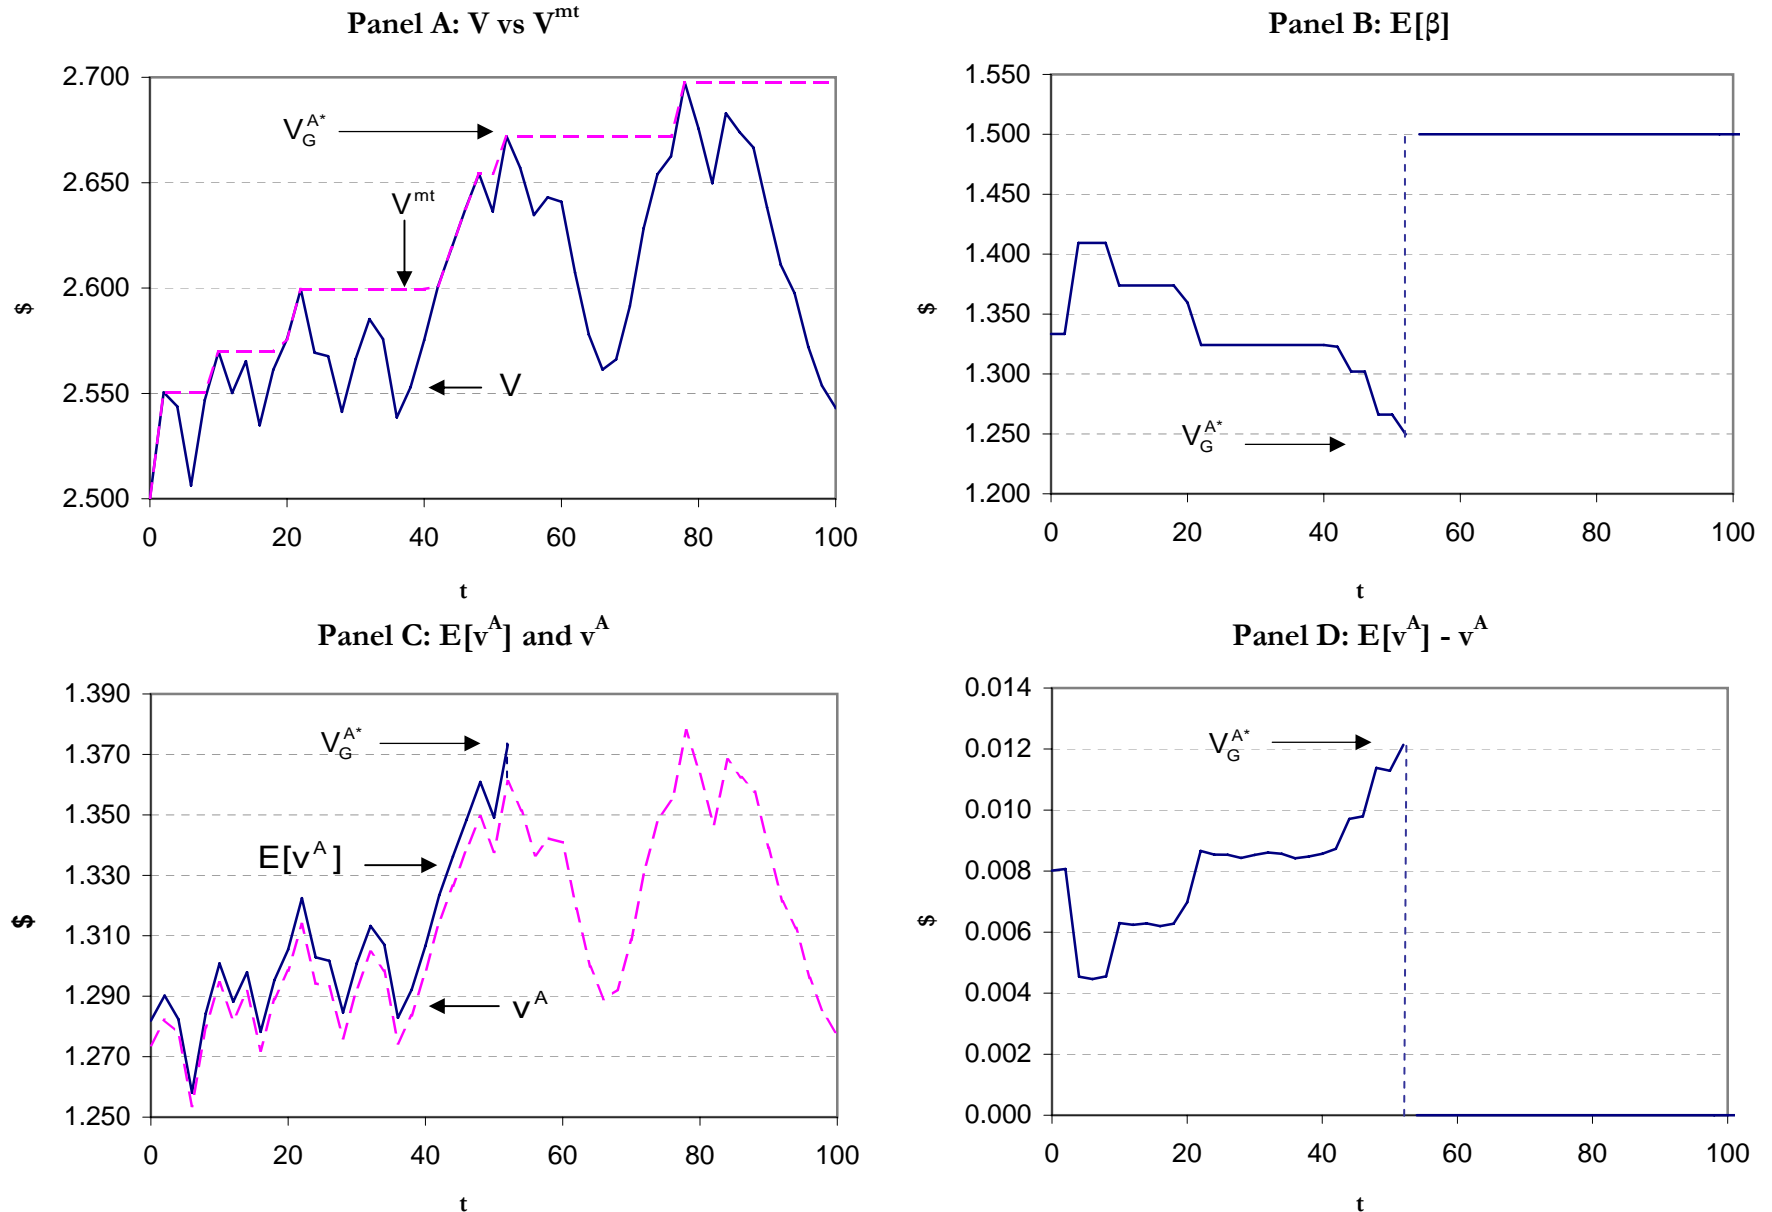 Panel A: V vs V^mt
2.700
2.650
2.600
2.550
2.500
$
V_G^A*
V^mt
V
0 20 40 60 80 100
t
Panel B: E[β]
1.550
1.500
1.450
1.400
1.350
1.300
1.250
1.200
$
V_G^A*
0 20 40 60 80 100
t
Panel C: E[v^A] and v^A
1.390
1.370
1.350
1.330
1.310
1.290
1.270
1.250
$
V_G^A*
E[v^A]
v^A
0 20 40 60 80 100
t
Panel D: E[v^A] - v^A
0.014
0.012
0.010
0.008
0.006
0.004
0.002
0.000
$
V_G^A*
0 20 40 60 80 100
t